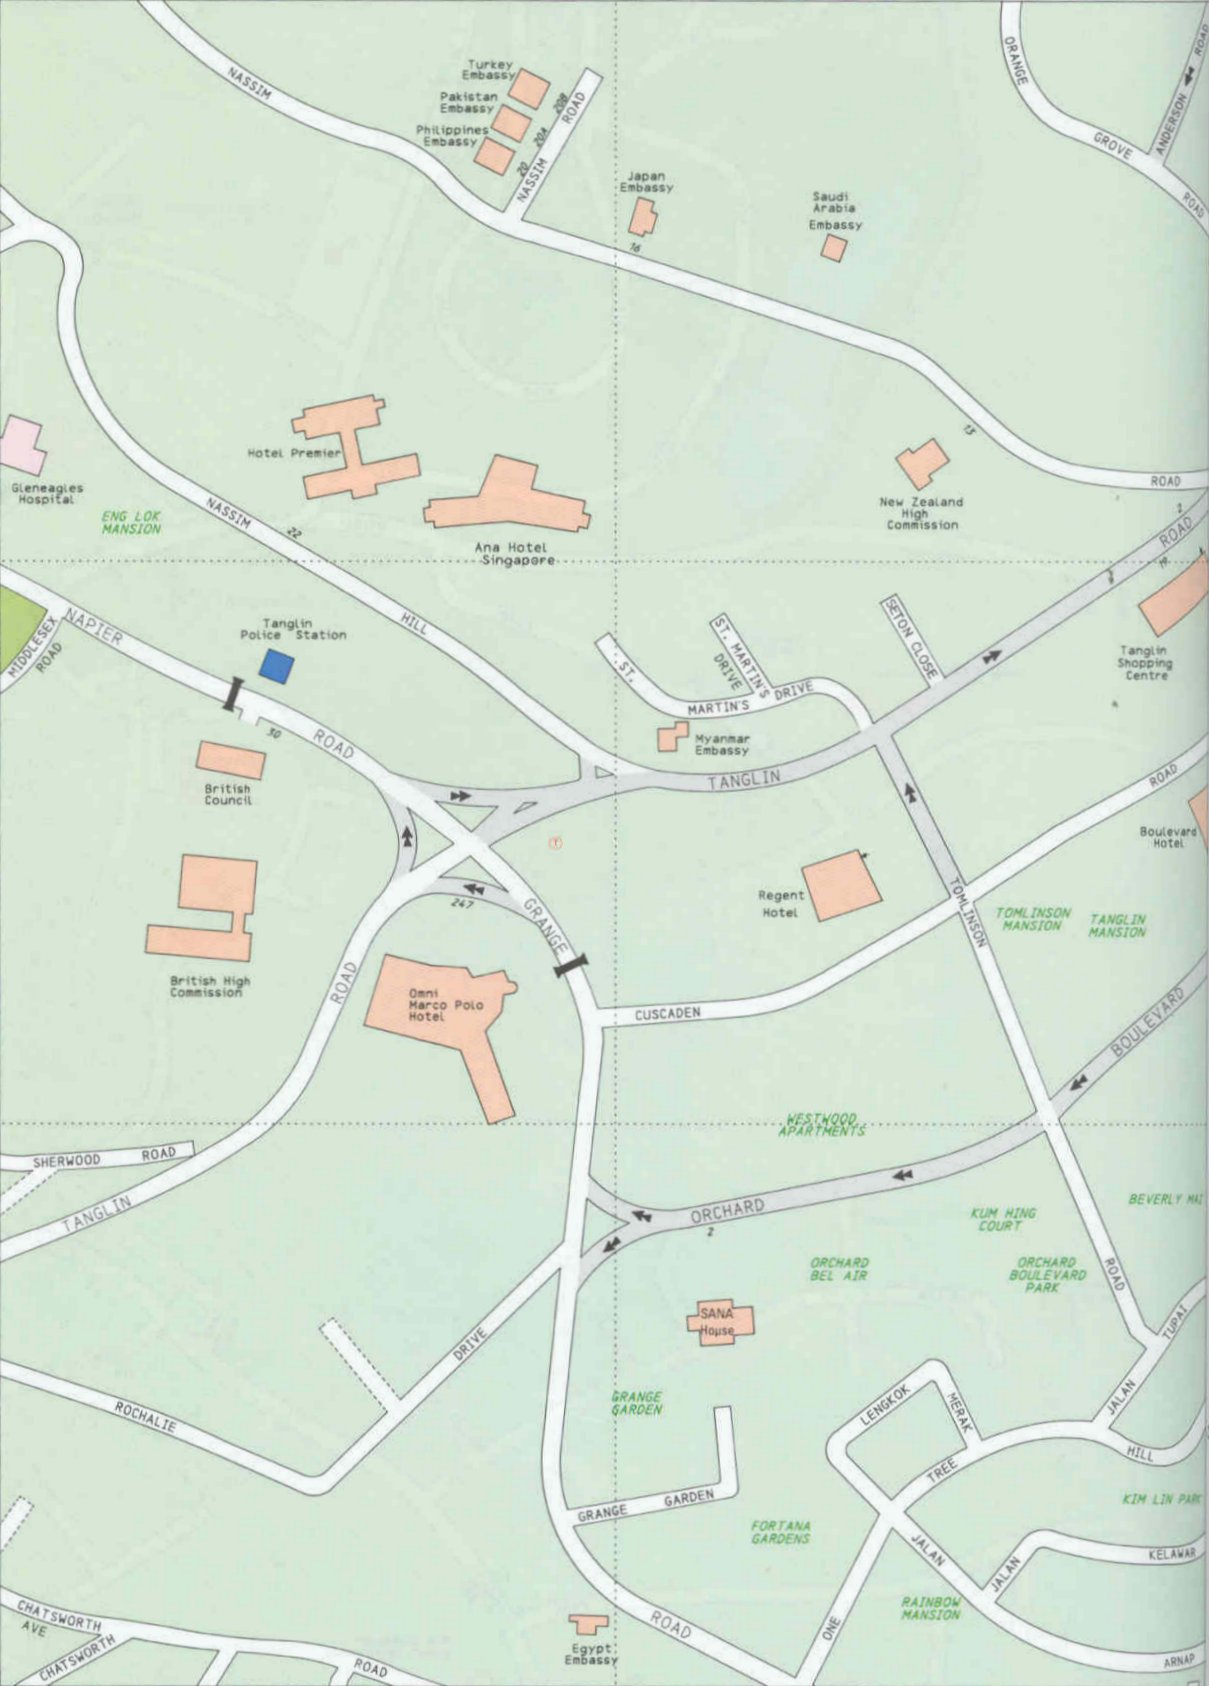 NASSIM
Turkey
Embassy
Pakistan
Embassy
Philippines
Embassy
20
20A
20B
NASSIM ROAD
ORANGE
GROVE
ROAD
ANDERSON ROAD
Japan
Embassy
16
Saudi
Arabia
Embassy
13
ROAD
Hotel Premier
Gleneagles
Hospital
ENG LOK
MANSION
NASSIM
22
HILL
Ana Hotel
Singapore
New Zealand
High
Commission
2
ROAD
19
MIDDLESEX
ROAD
NAPIER
ROAD
Tanglin
Police Station
30
ST.
MARTIN'S
DRIVE
ST. MARTIN'S
DRIVE
SETON CLOSE
Tanglin
Shopping
Centre
Myanmar
Embassy
TANGLIN
British
Council
T
ROAD
Boulevard
Hotel
Regent
Hotel
TOMLINSON
TOMLINSON
MANSION
TANGLIN
MANSION
247
GRANGE
British High
Commission
ROAD
Omni
Marco Polo
Hotel
CUSCADEN
BOULEVARD
WESTWOOD
APARTMENTS
SHERWOOD ROAD
TANGLIN
ORCHARD
2
KUM HING
COURT
BEVERLY MAI
ORCHARD
BEL AIR
ORCHARD
BOULEVARD
PARK
ROAD
SANA
House
TUPAI
JALAN
DRIVE
GRANGE
GARDEN
LENGKOK
MERAK
ROCHALIE
TREE
HILL
GRANGE GARDEN
KIM LIN PARK
FORTANA
GARDENS
JALAN
JALAN
KELAWAR
CHATSWORTH
AVE
CHATSWORTH
ROAD
Egypt
Embassy
ROAD
ONE
RAINBOW
MANSION
ARNAP